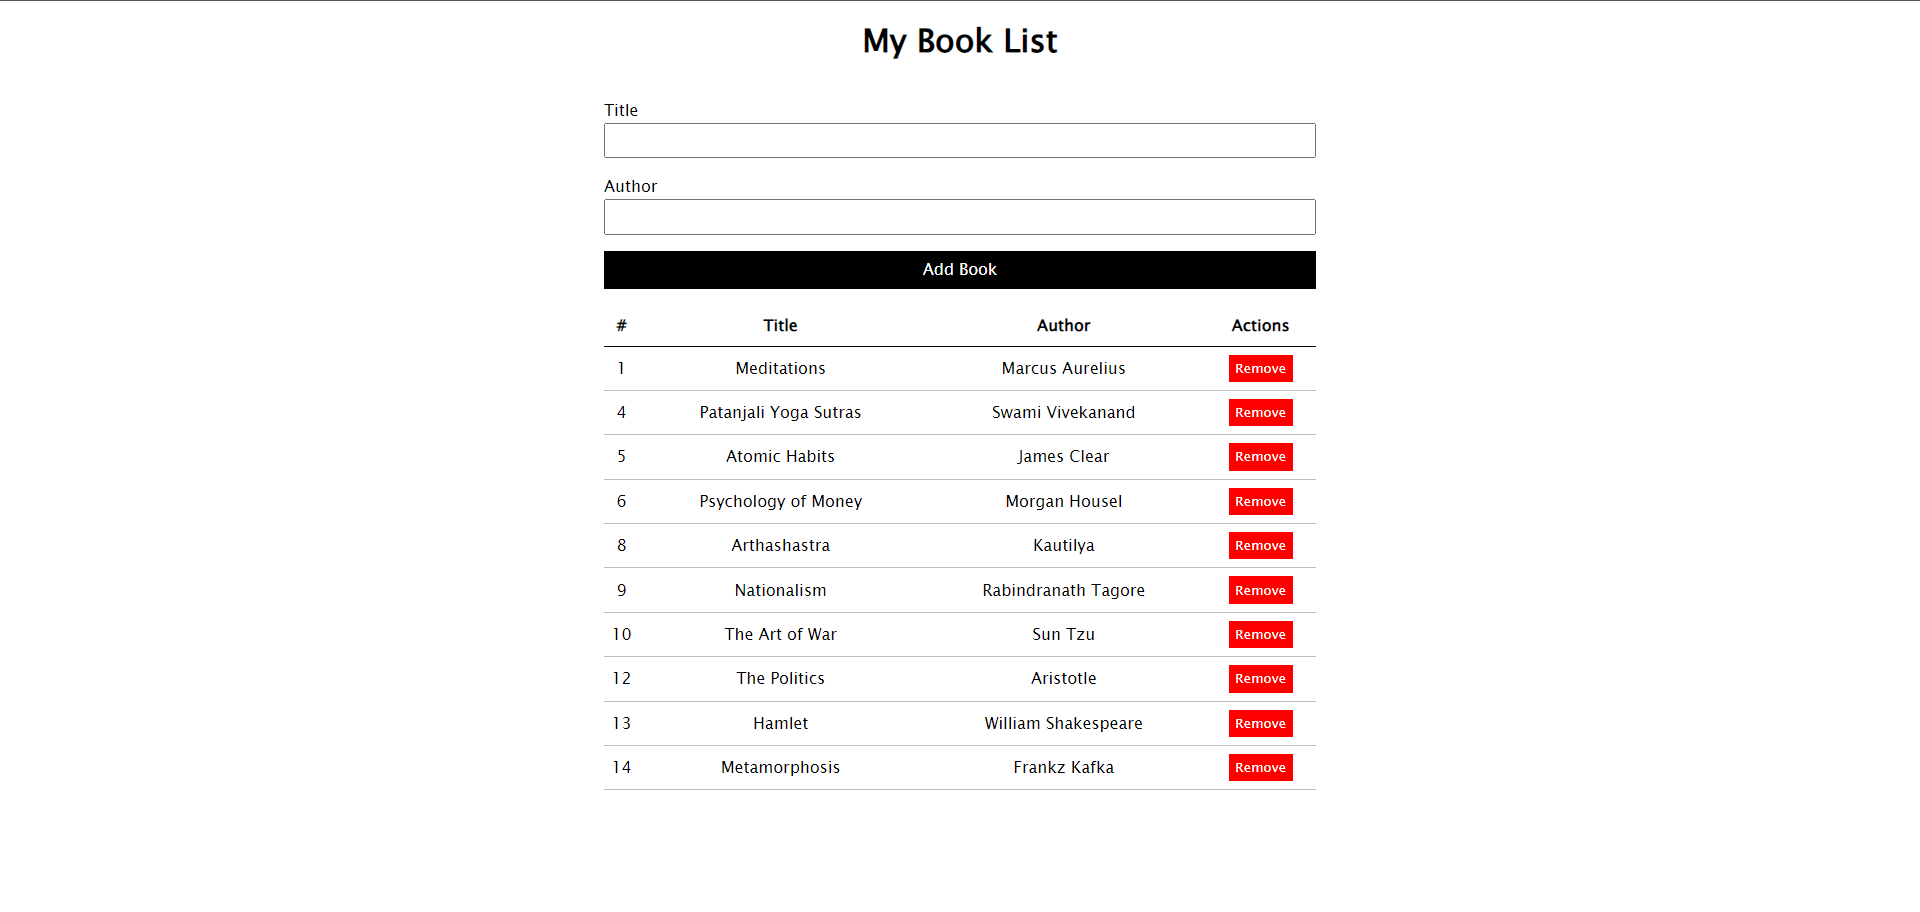 My Book List
Title
Author
Add Book
# Title Author Actions
1 Meditations Marcus Aurelius Remove
4 Patanjali Yoga Sutras Swami Vivekanand Remove
5 Atomic Habits James Clear Remove
6 Psychology of Money Morgan Housel Remove
8 Arthashastra Kautilya Remove
9 Nationalism Rabindranath Tagore Remove
10 The Art of War Sun Tzu Remove
12 The Politics Aristotle Remove
13 Hamlet William Shakespeare Remove
14 Metamorphosis Frankz Kafka Remove